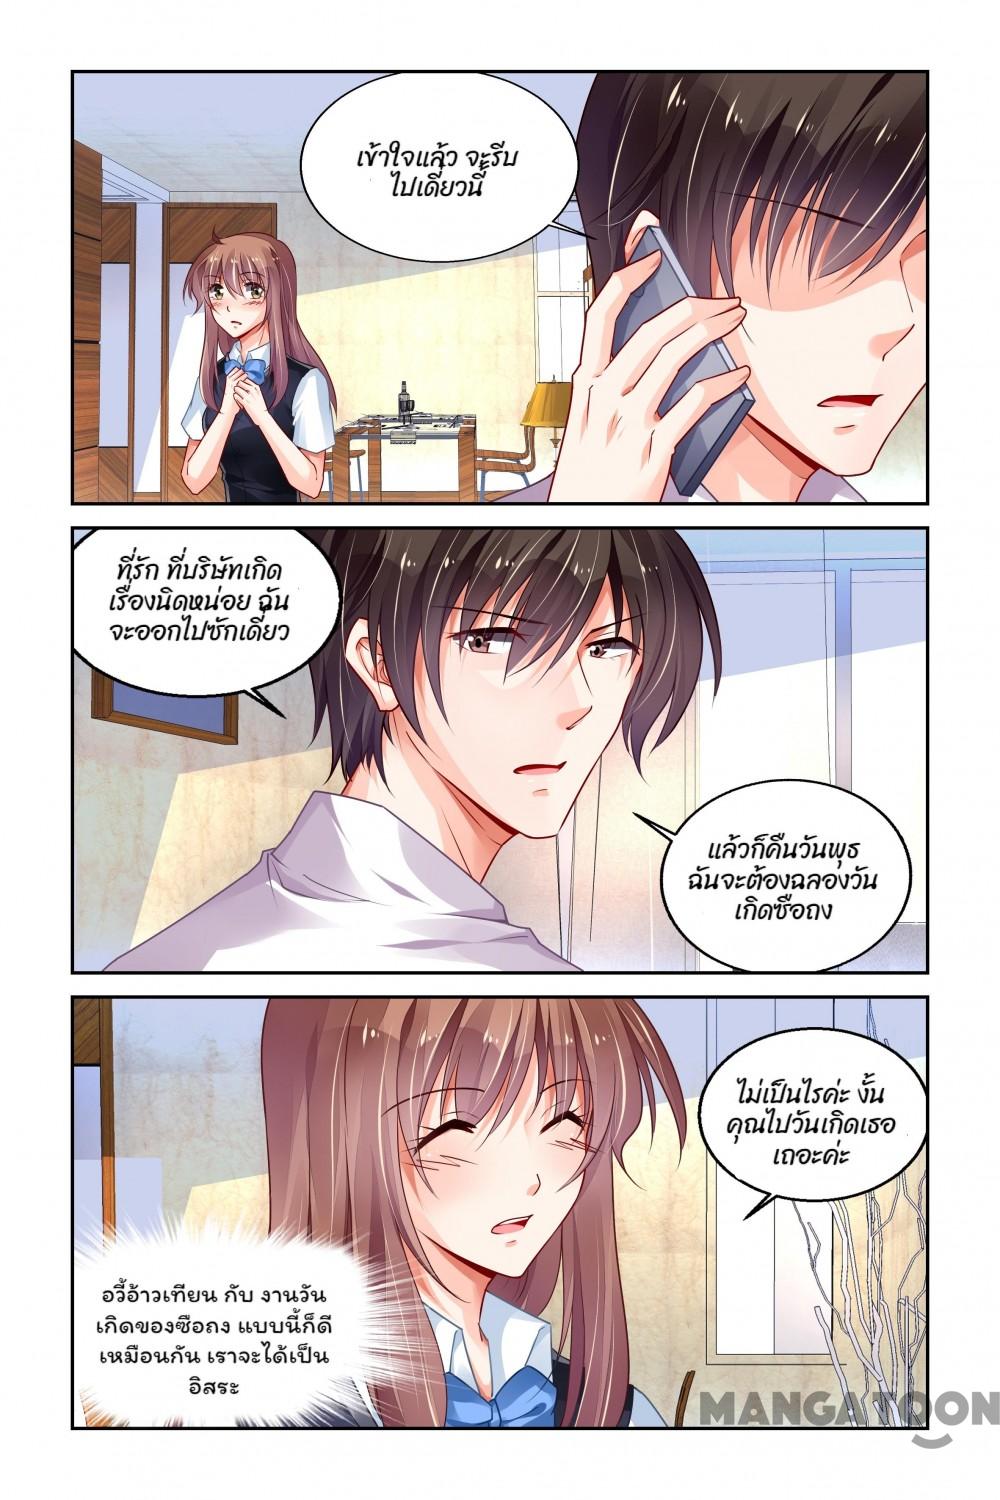 เข้าใจแล้ว จะรีบ
ไปเดี๋ยวนี้
ที่รัก ที่บริษัทเกิด
เรื่องนิดหน่อย ฉัน
จะออกไปซักเดี๋ยว
แล้วก็คืนวันพุธ
ฉันจะต้องฉลองวัน
เกิดซือถง
ไม่เป็นไรค่ะ งั้น
คุณไปวันเกิดเธอ
เถอะค่ะ
อวี้อ้าวเทียน กับ งานวัน
เกิดของซือถง แบบนี้ก็ดี
เหมือนกัน เราจะได้เป็น
อิสระ
MANGATOON